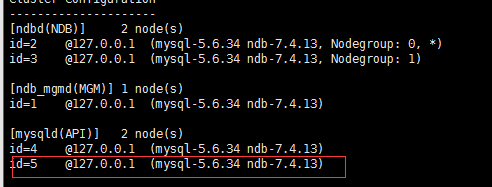 Cluster Configuration
---------------------
[ndbd(NDB)] 2 node(s)
id=2 @127.0.0.1 (mysql-5.6.34 ndb-7.4.13, Nodegroup: 0, *)
id=3 @127.0.0.1 (mysql-5.6.34 ndb-7.4.13, Nodegroup: 1)
[ndb_mgmd(MGM)] 1 node(s)
id=1 @127.0.0.1 (mysql-5.6.34 ndb-7.4.13)
[mysqld(API)] 2 node(s)
id=4 @127.0.0.1 (mysql-5.6.34 ndb-7.4.13)
id=5 @127.0.0.1 (mysql-5.6.34 ndb-7.4.13)